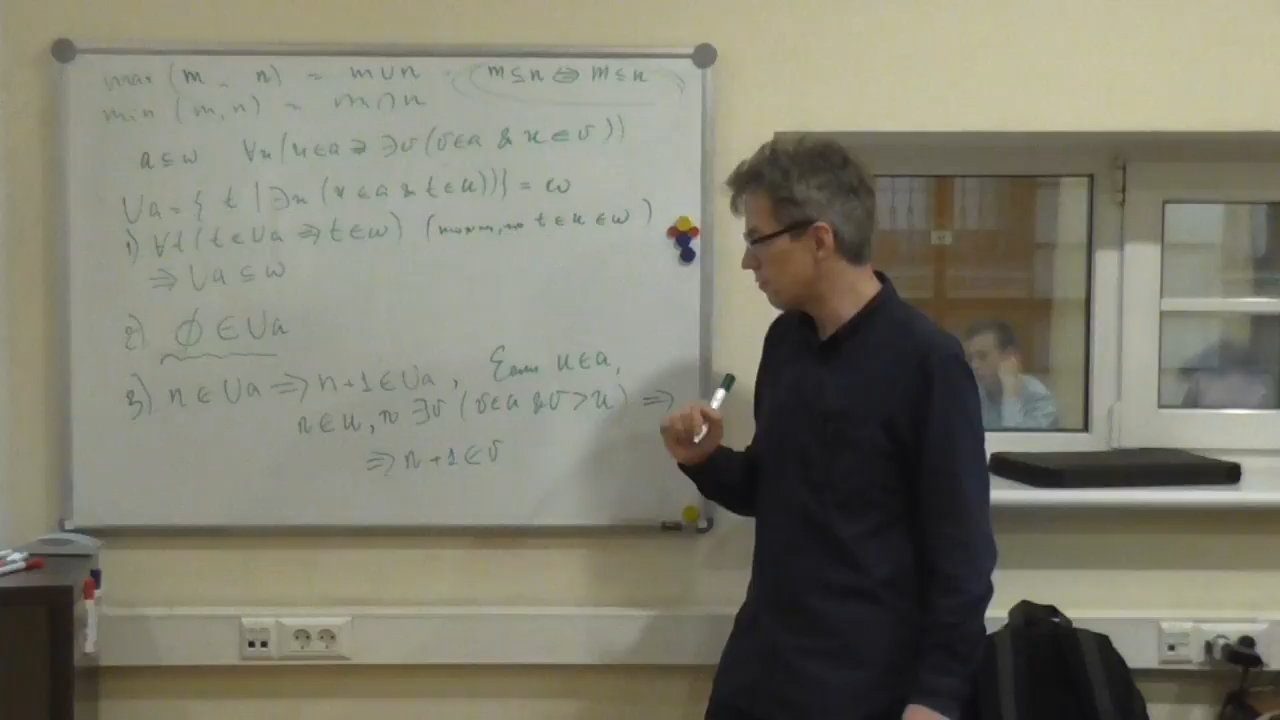 max (m, n) = m∪n (m⊆n ⇔ m≤n
min (m, n) = m∩n
a⊆ω ∀u(u∈a ⇒ ∃v(v∈a & u∈v))
∪a = { t | ∃u (u∈a & t∈u)} = ω
1) ∀t (t∈∪a ⇒ t∈ω) ( t∈u∈ω )
⇒ ∪a ⊆ ω
2) ∅ ∈ ∪a
3) n∈∪a ⇒ n+1∈∪a, Если u∈a,
n∈u, то ∃v (v∈a & v>u) ⇒
⇒ n+1∈v